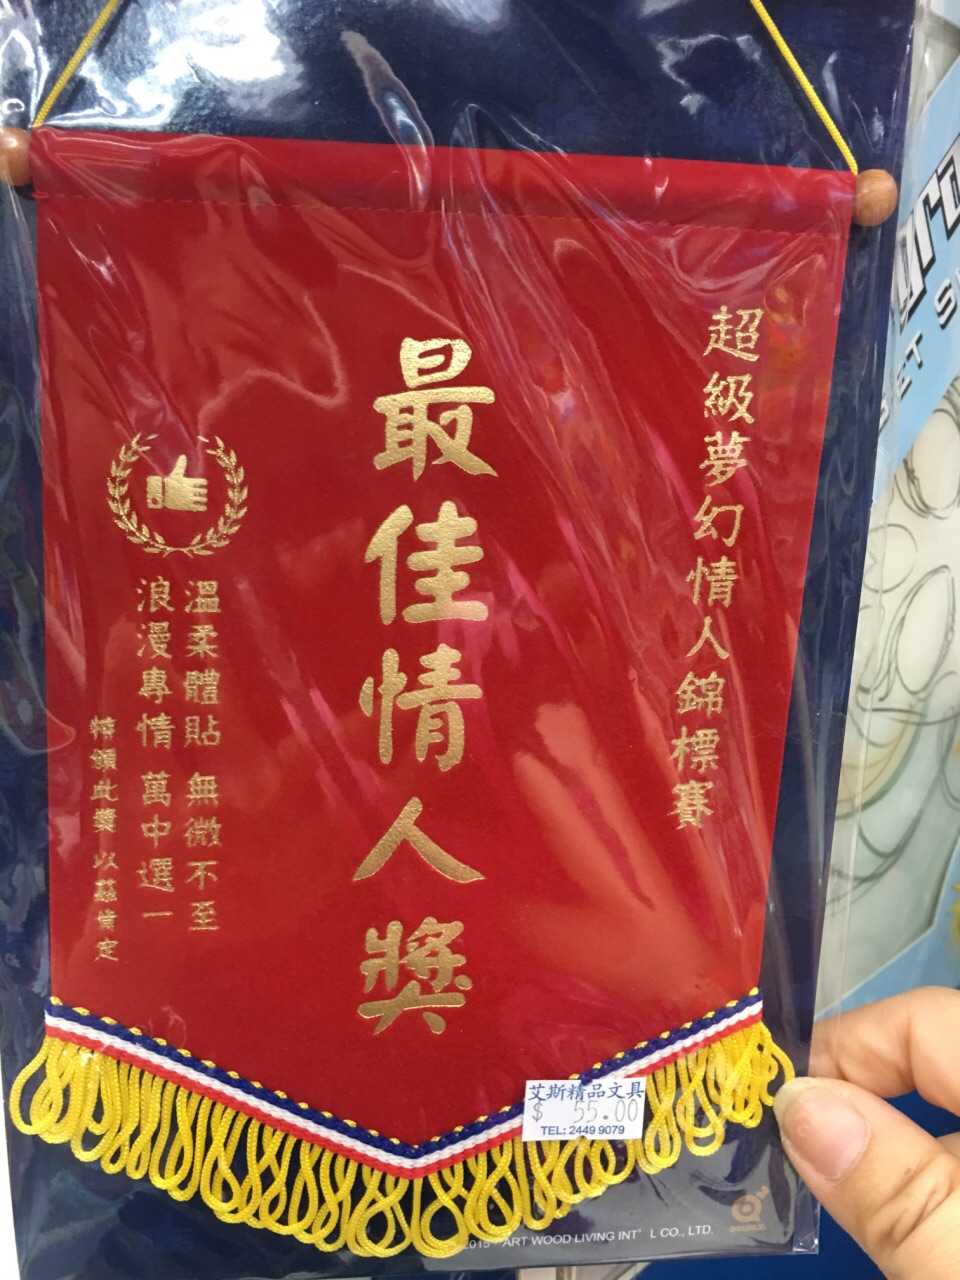 超級夢幻情人錦標賽
最佳情人獎
溫柔體貼 無微不至
浪漫專情 萬中選一
特頒此獎 以茲肯定
艾斯精品文具
$ 55.00
TEL: 2449 9079
2015 ART WOOD LIVING INT'L CO., LTD.